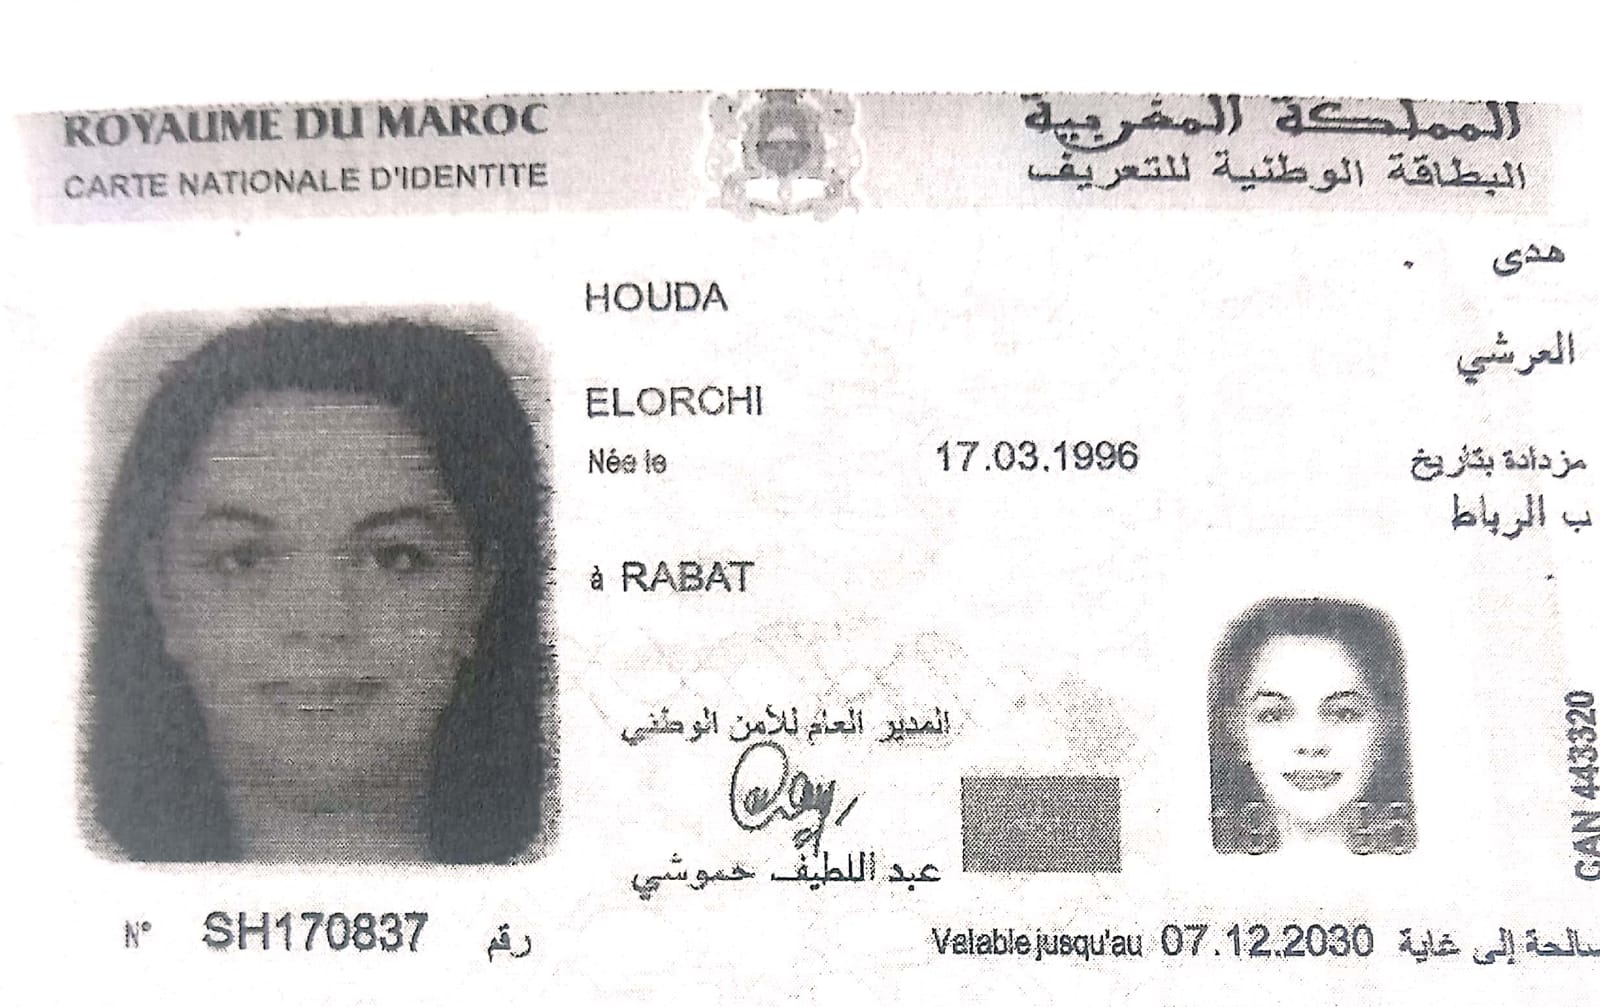 ROYAUME DU MAROC
المملكة المغربية
CARTE NATIONALE D'IDENTITE
البطاقة الوطنية للتعريف
هدى
HOUDA
العرشي
ELORCHI
Née le 17.03.1996 مزدادة بتاريخ
ب الرباط
à RABAT
المدير العام للأمن الوطني
عبد اللطيف حموشي
N° SH170837 رقم
Valable jusqu'au 07.12.2030 صالحة إلى غاية
CAN 443320